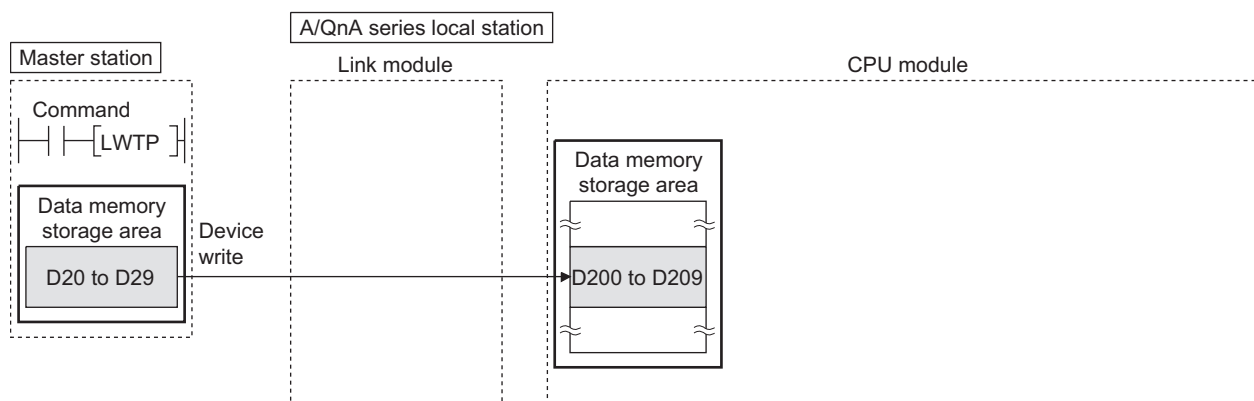 A/QnA series local station
Master station
Link module
CPU module
Command
LWTP
Data memory
storage area
D20 to D29
Device
write
Data memory
storage area
D200 to D209